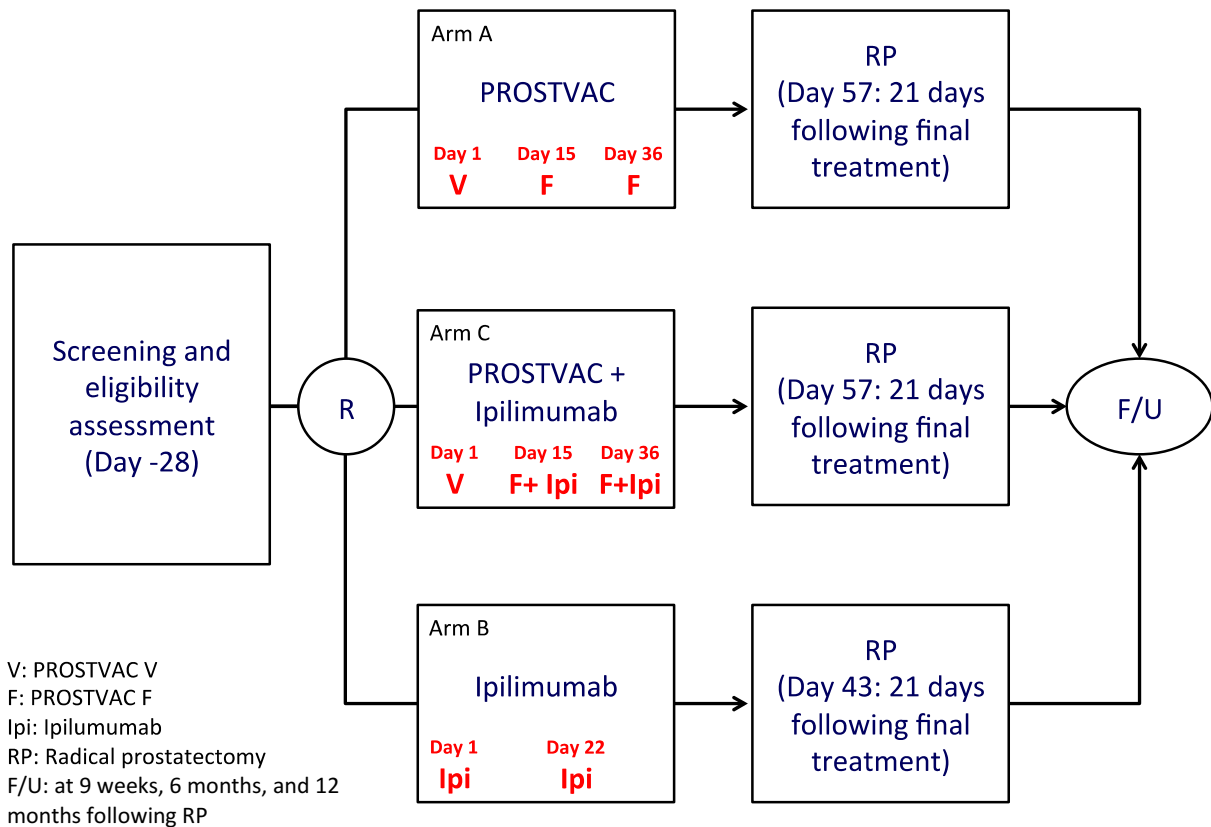 Screening and
eligibility
assessment
(Day -28)
R
Arm A
PROSTVAC
Day 1 Day 15 Day 36
V F F
RP
(Day 57: 21 days
following final
treatment)
Arm C
PROSTVAC +
Ipilimumab
Day 1 Day 15 Day 36
V F+ Ipi F+Ipi
RP
(Day 57: 21 days
following final
treatment)
Arm B
Ipilimumab
Day 1 Day 22
Ipi Ipi
RP
(Day 43: 21 days
following final
treatment)
F/U
V: PROSTVAC V
F: PROSTVAC F
Ipi: Ipilumumab
RP: Radical prostatectomy
F/U: at 9 weeks, 6 months, and 12
months following RP